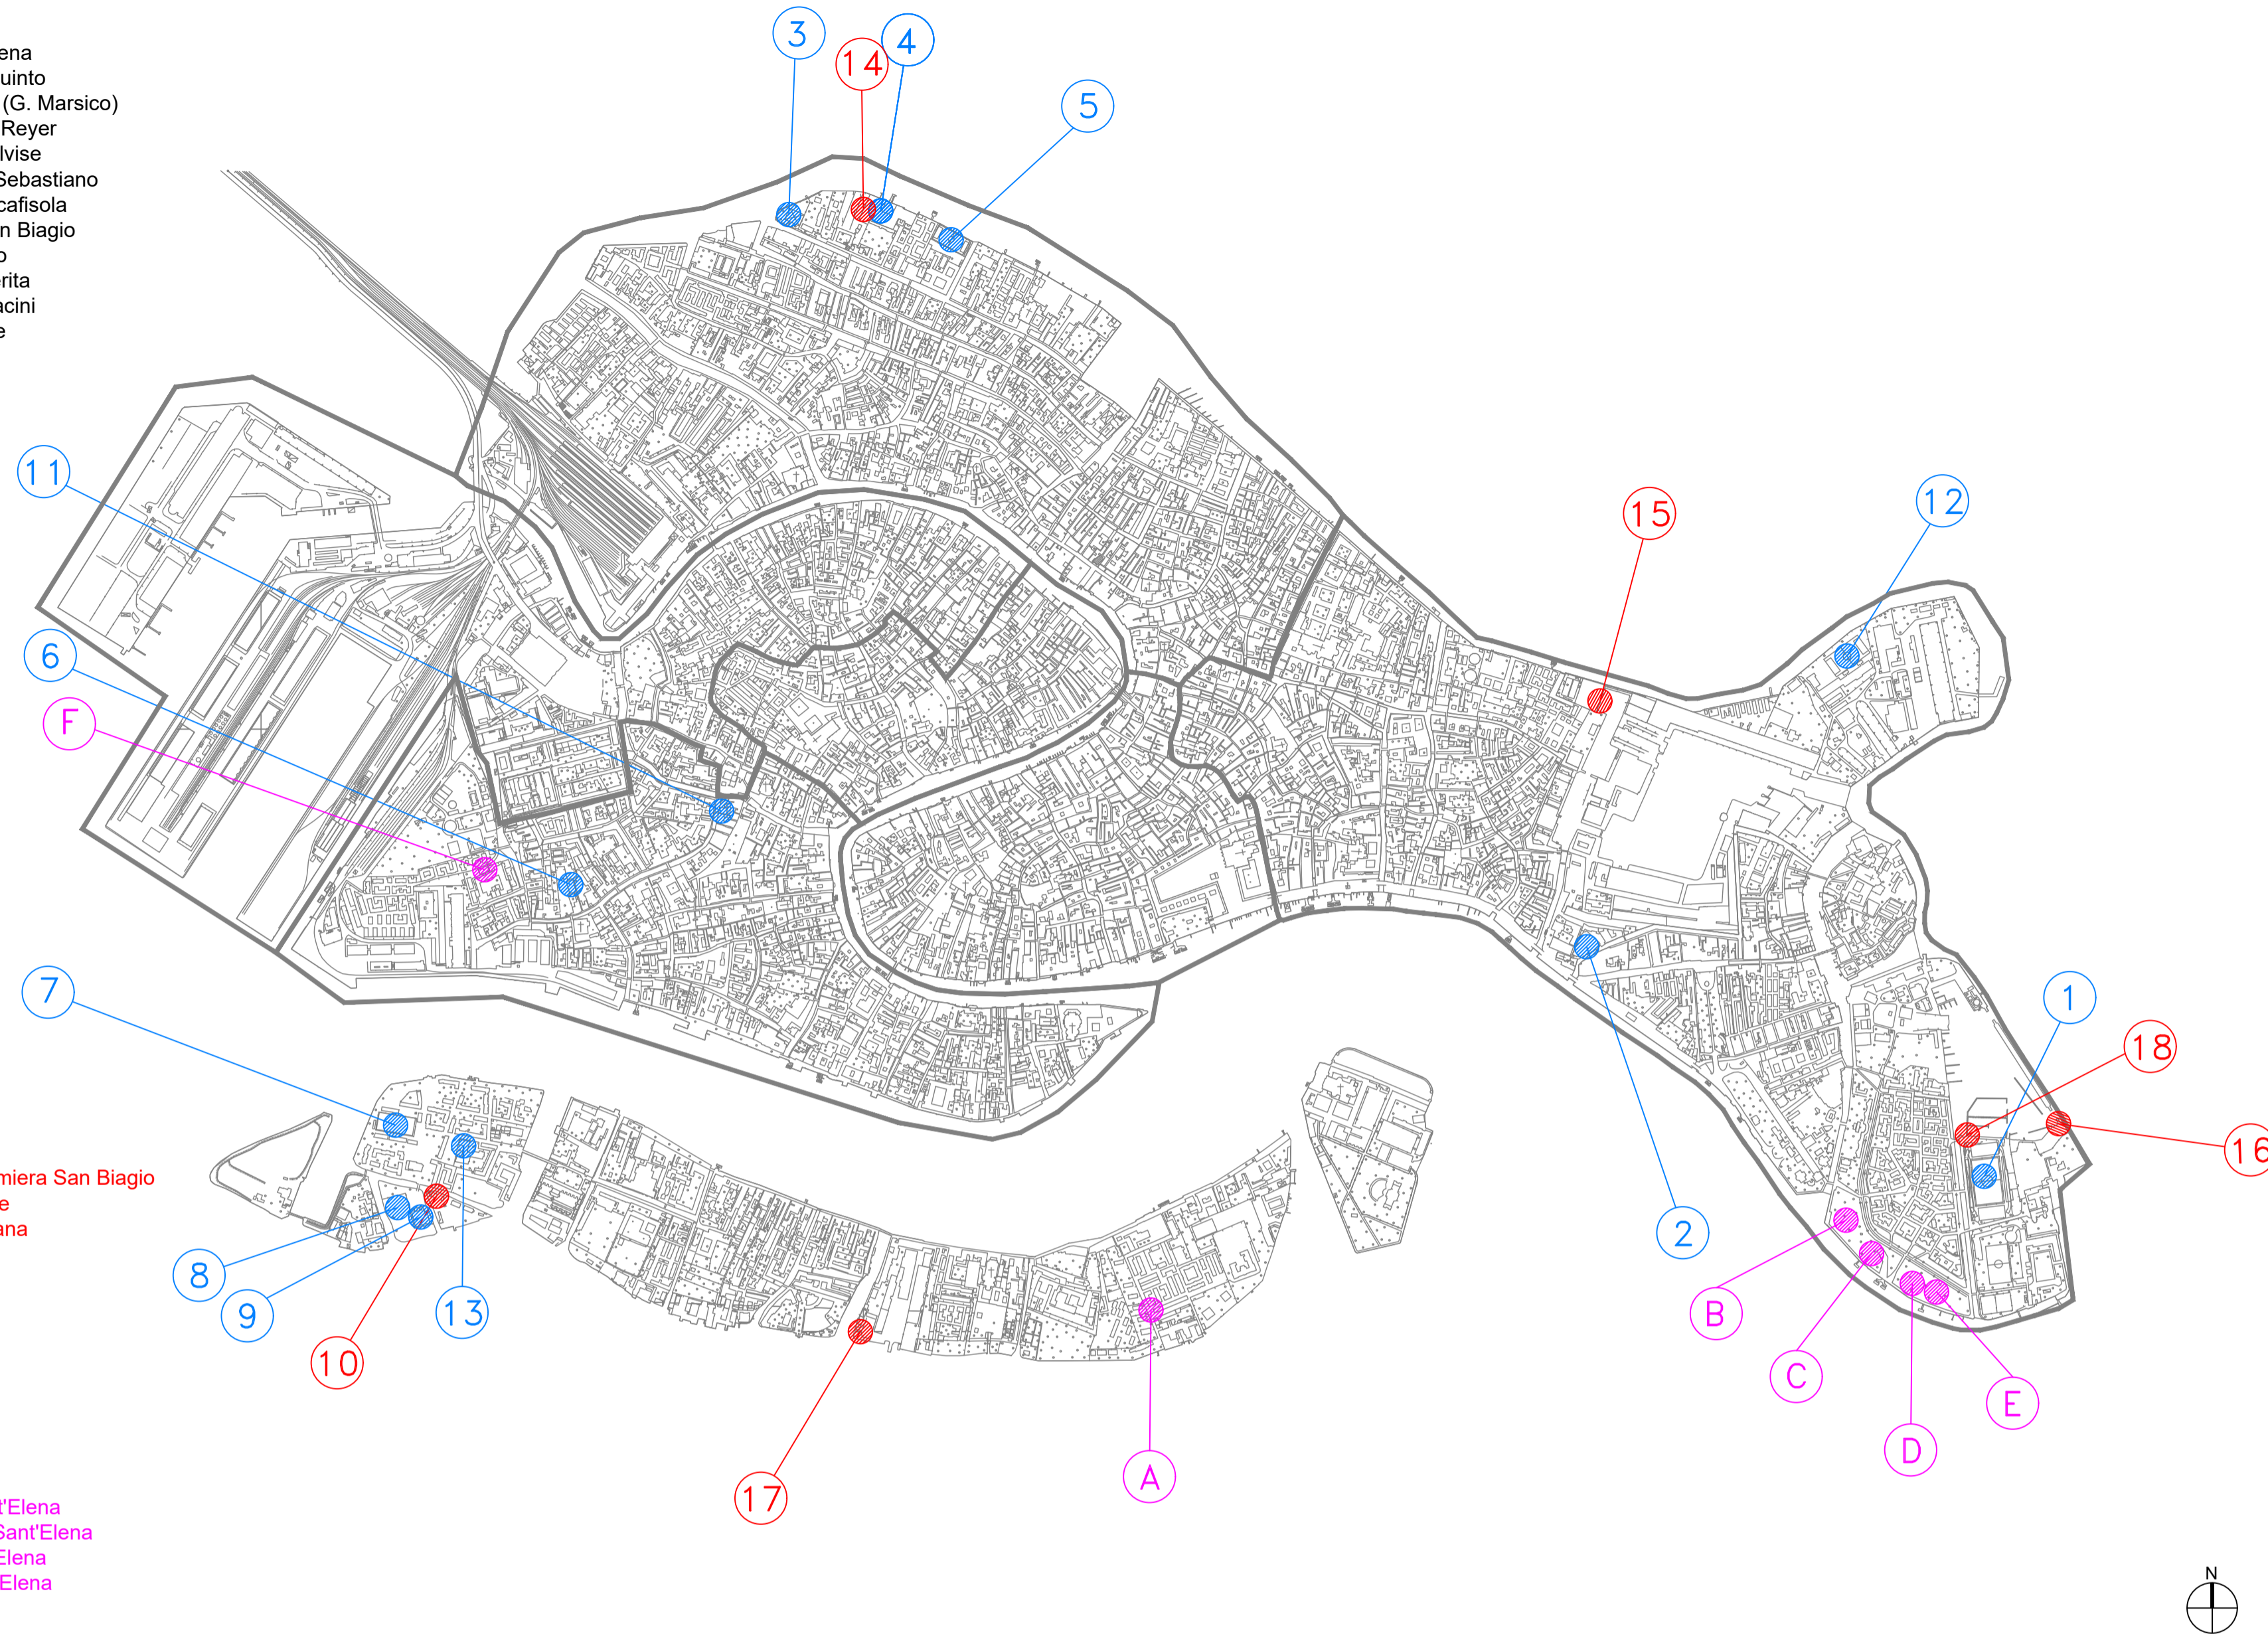 ena
uinto
(G. Marsico)
Reyer
lvise
Sebastiano
cafisola
n Biagio
o
rita
acini
e
3
14
4
5
11
6
F
15
12
7
1
18
16
2
8
9
13
10
17
A
B
C
D
E
miera San Biagio
e
ana
t'Elena
Sant'Elena
Elena
'Elena
N